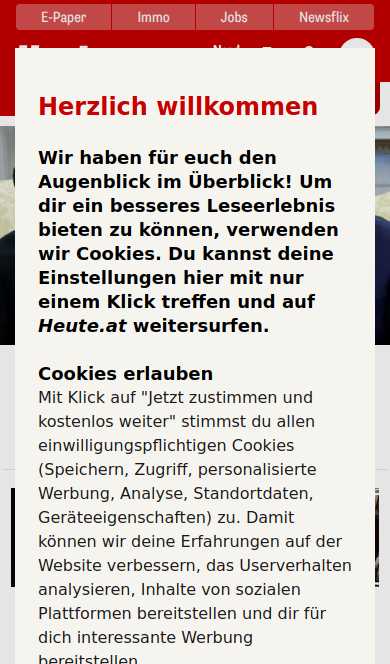 E-Paper Immo Jobs Newsflix
Herzlich willkommen
Wir haben für euch den
Augenblick im Überblick! Um
dir ein besseres Leseerlebnis
bieten zu können, verwenden
wir Cookies. Du kannst deine
Einstellungen hier mit nur
einem Klick treffen und auf
Heute.at weitersurfen.
Cookies erlauben
Mit Klick auf "Jetzt zustimmen und
kostenlos weiter" stimmst du allen
einwilligungspflichtigen Cookies
(Speichern, Zugriff, personalisierte
Werbung, Analyse, Standortdaten,
Geräteeigenschaften) zu. Damit
können wir deine Erfahrungen auf der
Website verbessern, das Userverhalten
analysieren, Inhalte von sozialen
Plattformen bereitstellen und dir für
dich interessante Werbung
bereitstellen